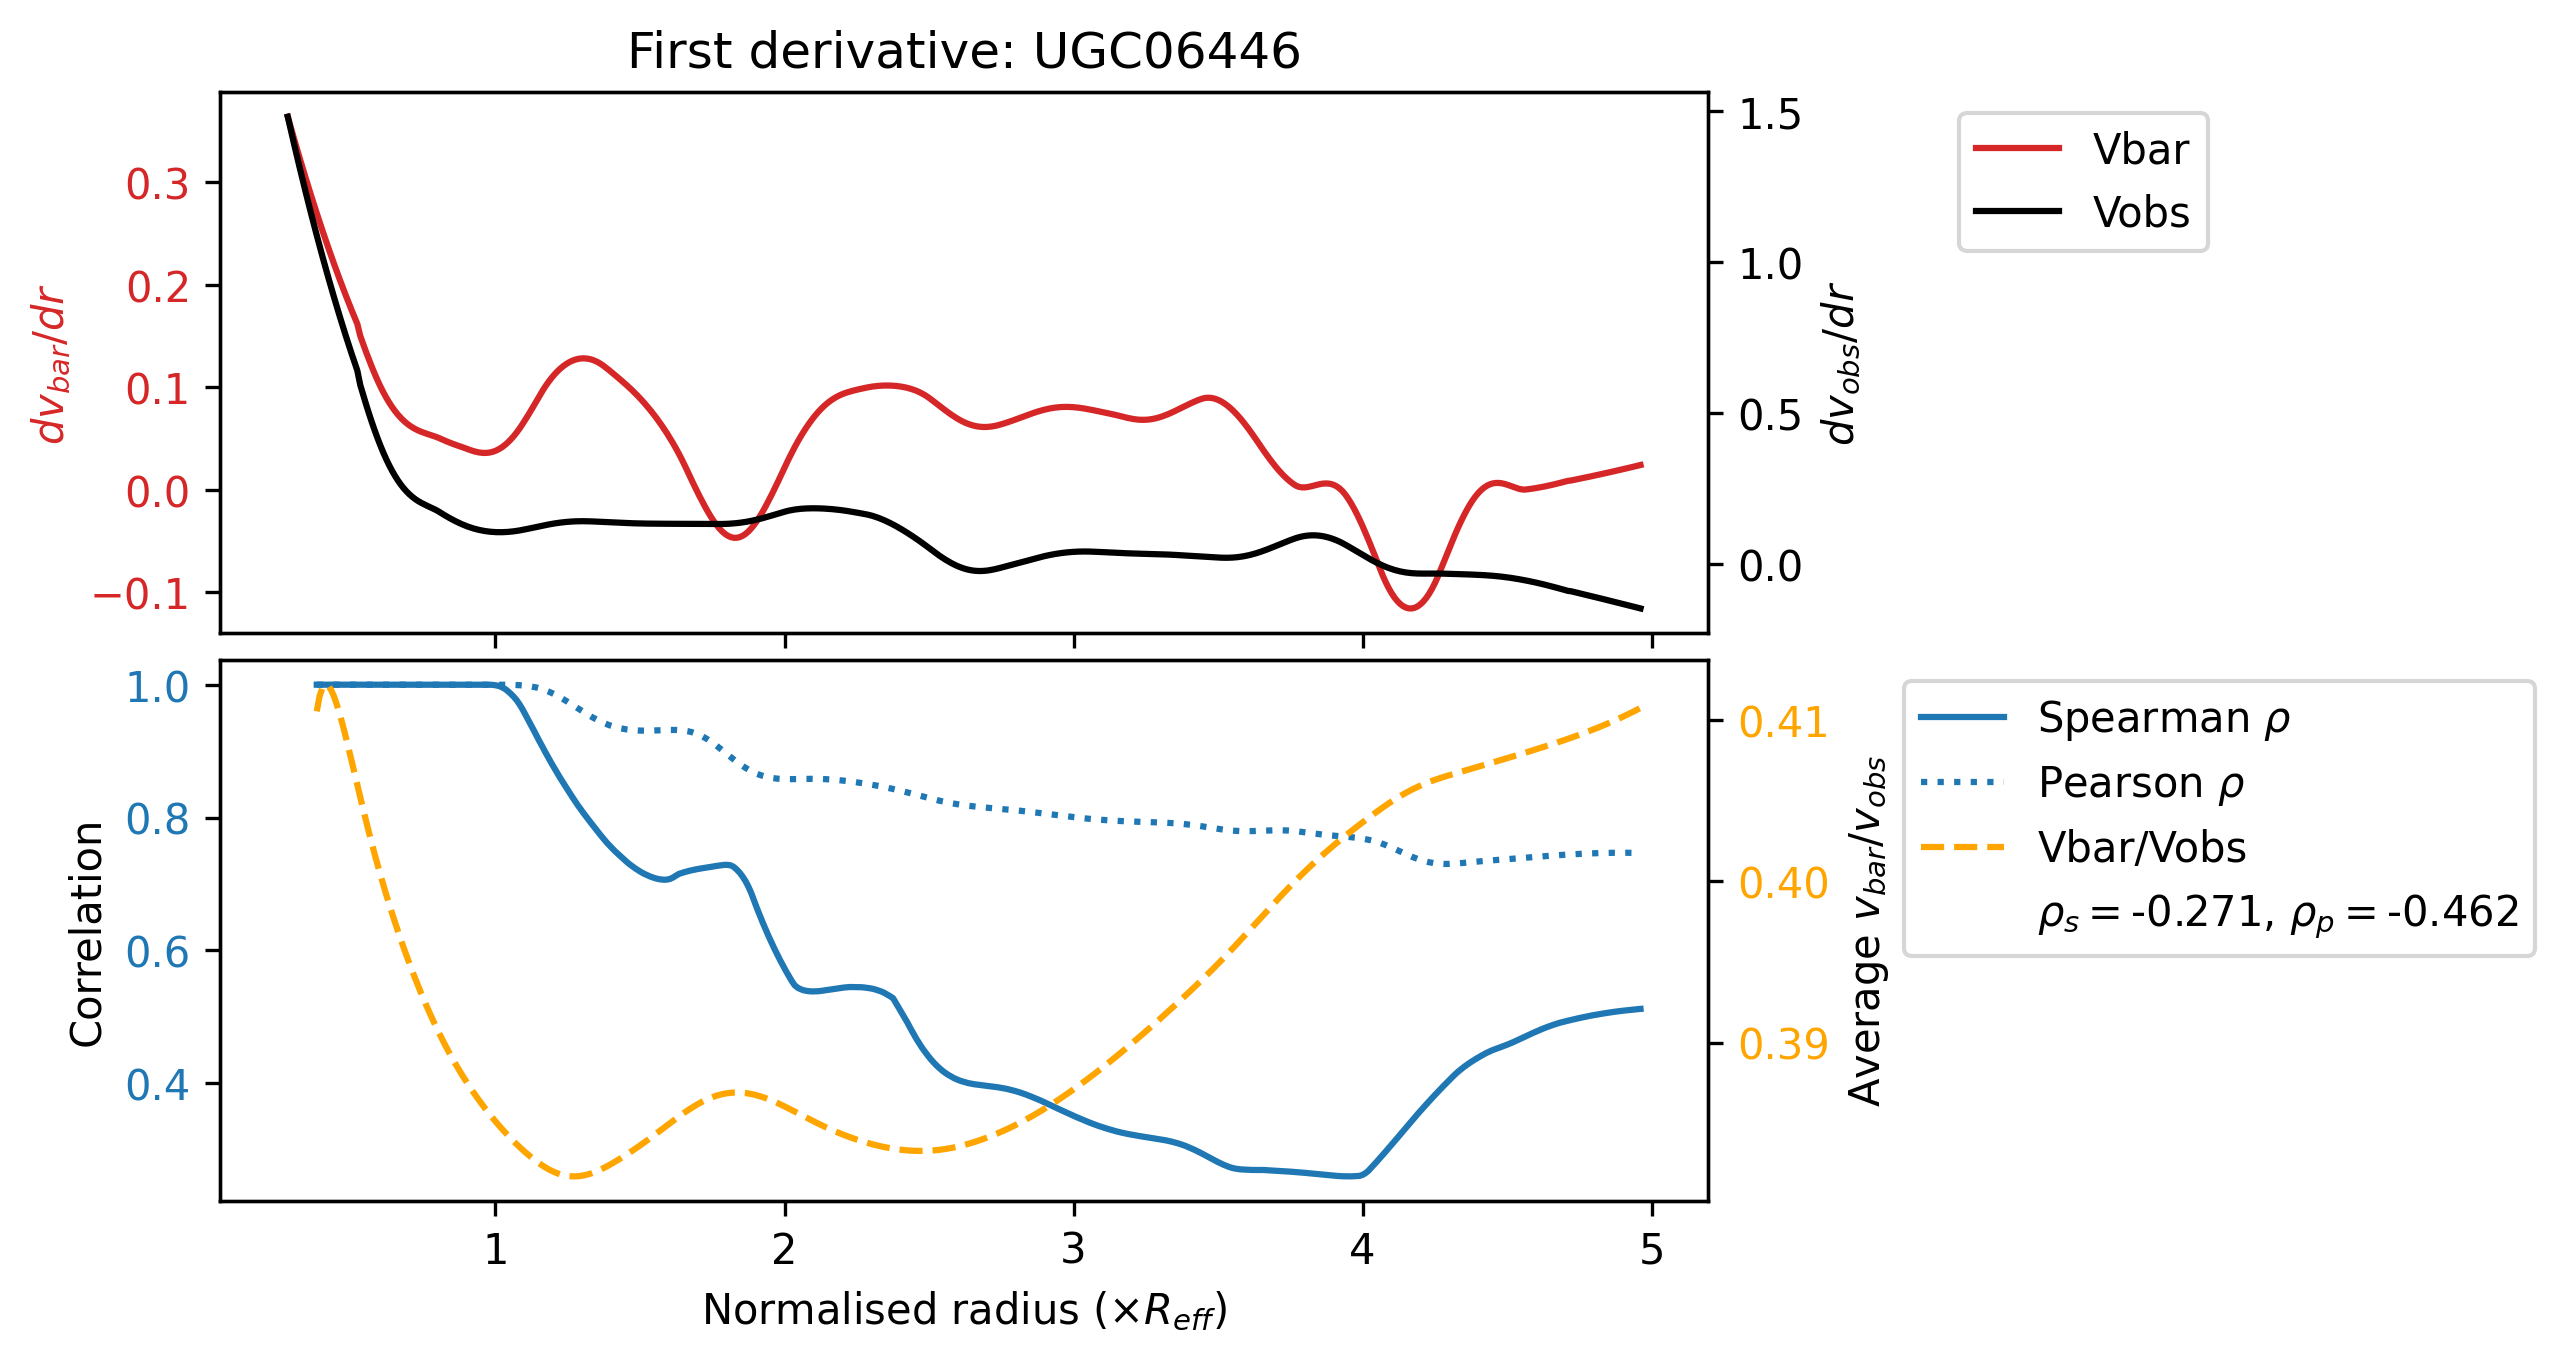 First derivative: UGC06446
0.3
0.2
0.1
0.0
−0.1
dv_bar/dr
1.5
1.0
0.5
0.0
dv_obs/dr
Vbar
Vobs
1.0
0.8
0.6
0.4
Correlation
0.41
0.40
0.39
Average v_bar/v_obs
Spearman ρ
Pearson ρ
Vbar/Vobs
ρ_s = -0.271, ρ_p = -0.462
1 2 3 4 5
Normalised radius (×R_eff)